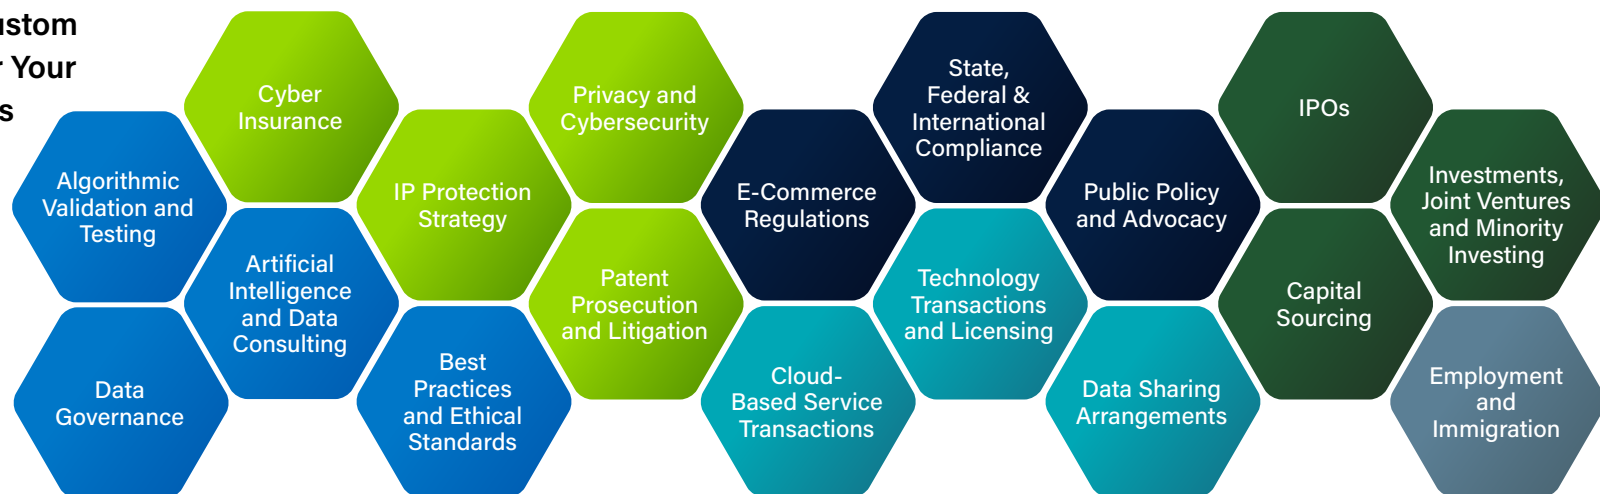 ustom
r Your
s
Cyber
Insurance
Privacy and
Cybersecurity
State,
Federal &
International
Compliance
IPOs
Algorithmic
Validation and
Testing
IP Protection
Strategy
E-Commerce
Regulations
Public Policy
and Advocacy
Investments,
Joint Ventures
and Minority
Investing
Artificial
Intelligence
and Data
Consulting
Patent
Prosecution
and Litigation
Technology
Transactions
and Licensing
Capital
Sourcing
Data
Governance
Best
Practices
and Ethical
Standards
Cloud-
Based Service
Transactions
Data Sharing
Arrangements
Employment
and
Immigration